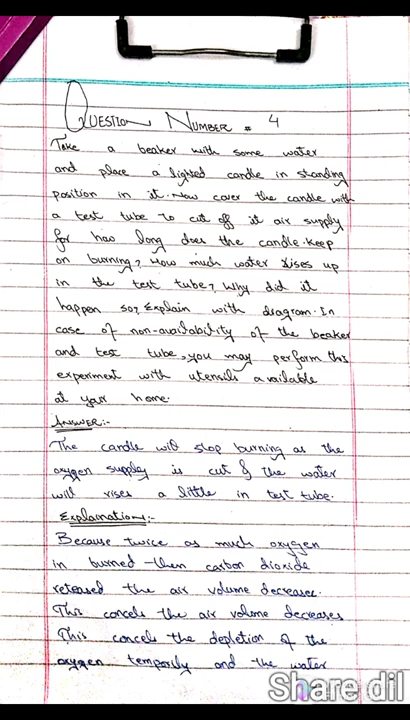 QUESTION NUMBER # 4
Take a beaker with some water
and place a lighted candle in standing
position in it. Now cover the candle with
a test tube to cut off it air supply
for how long does the candle keep
on burning? How much water rises up
in the test tube? Why did it
happen so? Explain with diagram. In
case of non-availability of the beaker
and test tube, you may perform this
experiment with utensils available
at your home.
ANSWER:-
The candle will stop burning as the
oxygen supply is cut & the water
will rises a little in test tube.
Explaination:-
Because twice as much oxygen
in burned then carbon dioxide
released the air volume decreases.
This concels the air volume decreases
This concels the depletion of the
oxygen temporily and the water
Share dil